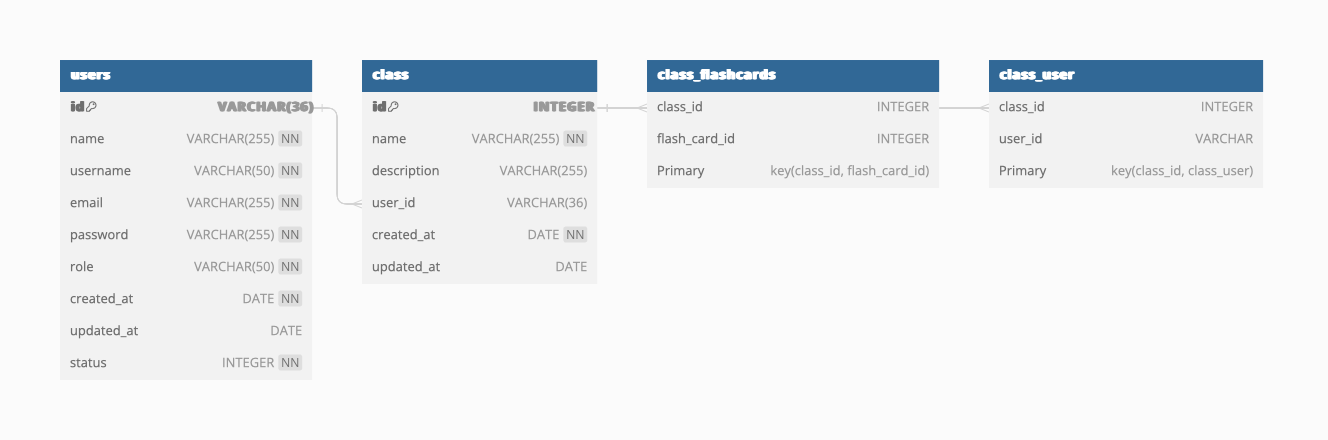 users
id VARCHAR(36)
name VARCHAR(255) NN
username VARCHAR(50) NN
email VARCHAR(255) NN
password VARCHAR(255) NN
role VARCHAR(50) NN
created_at DATE NN
updated_at DATE
status INTEGER NN
class
id INTEGER
name VARCHAR(255) NN
description VARCHAR(255)
user_id VARCHAR(36)
created_at DATE NN
updated_at DATE
class_flashcards
class_id INTEGER
flash_card_id INTEGER
Primary key(class_id, flash_card_id)
class_user
class_id INTEGER
user_id VARCHAR
Primary key(class_id, class_user)